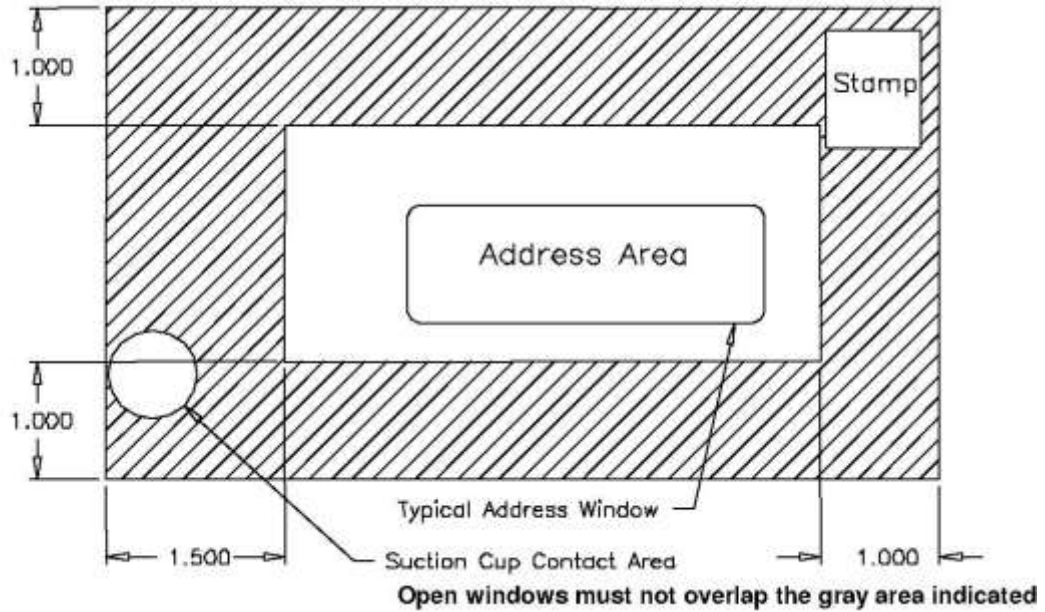 1.000
Stamp
Address Area
1.000
Typical Address Window
1.500
Suction Cup Contact Area
1.000
Open windows must not overlap the gray area indicated